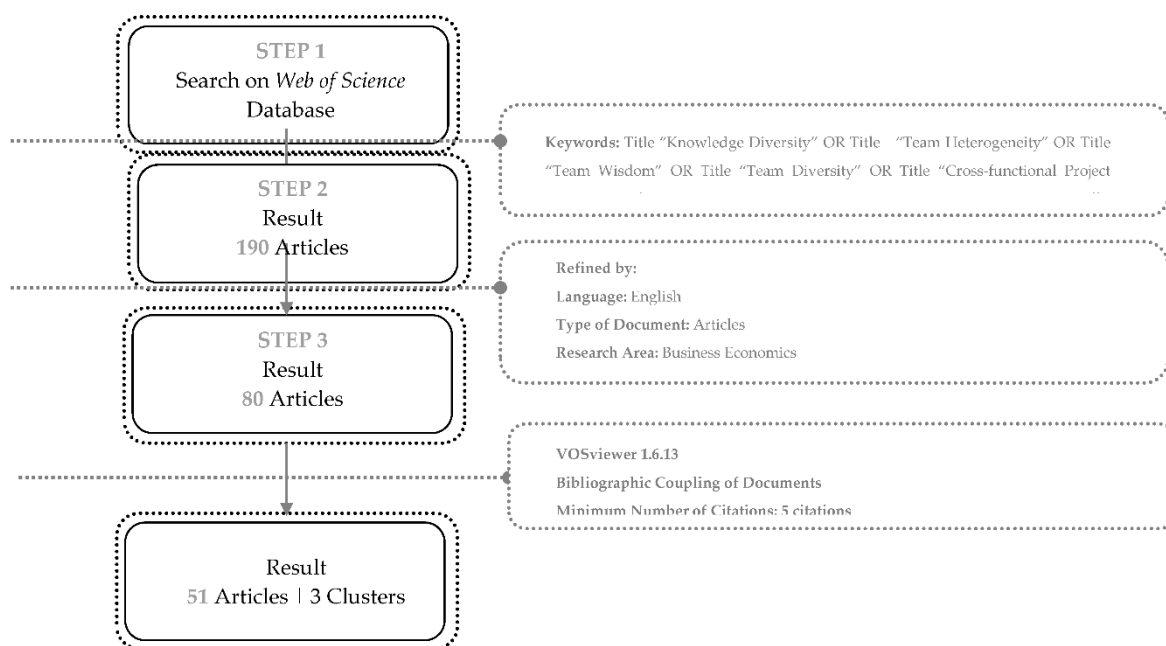 STEP 1
Search on Web of Science
Database
Keywords: Title “Knowledge Diversity” OR Title “Team Heterogeneity” OR Title
“Team Wisdom” OR Title “Team Diversity” OR Title “Cross-functional Project
STEP 2
Result
190 Articles
Refined by:
Language: English
Type of Document: Articles
Research Area: Business Economics
STEP 3
Result
80 Articles
VOSviewer 1.6.13
Bibliographic Coupling of Documents
Minimum Number of Citations: 5 citations
Result
51 Articles | 3 Clusters